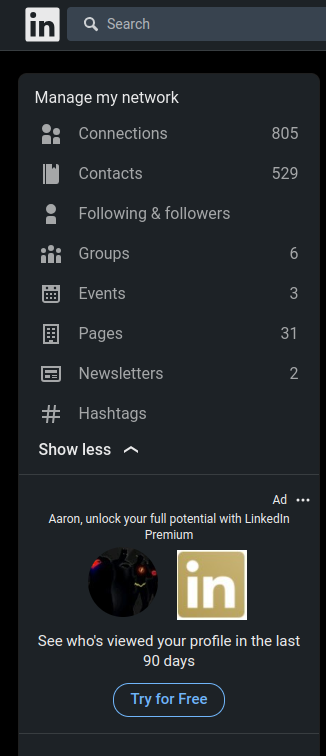 in
Search
Manage my network
Connections 805
Contacts 529
Following & followers
Groups 6
Events 3
Pages 31
Newsletters 2
Hashtags
Show less
Ad
Aaron, unlock your full potential with LinkedIn
Premium
in
See who's viewed your profile in the last
90 days
Try for Free